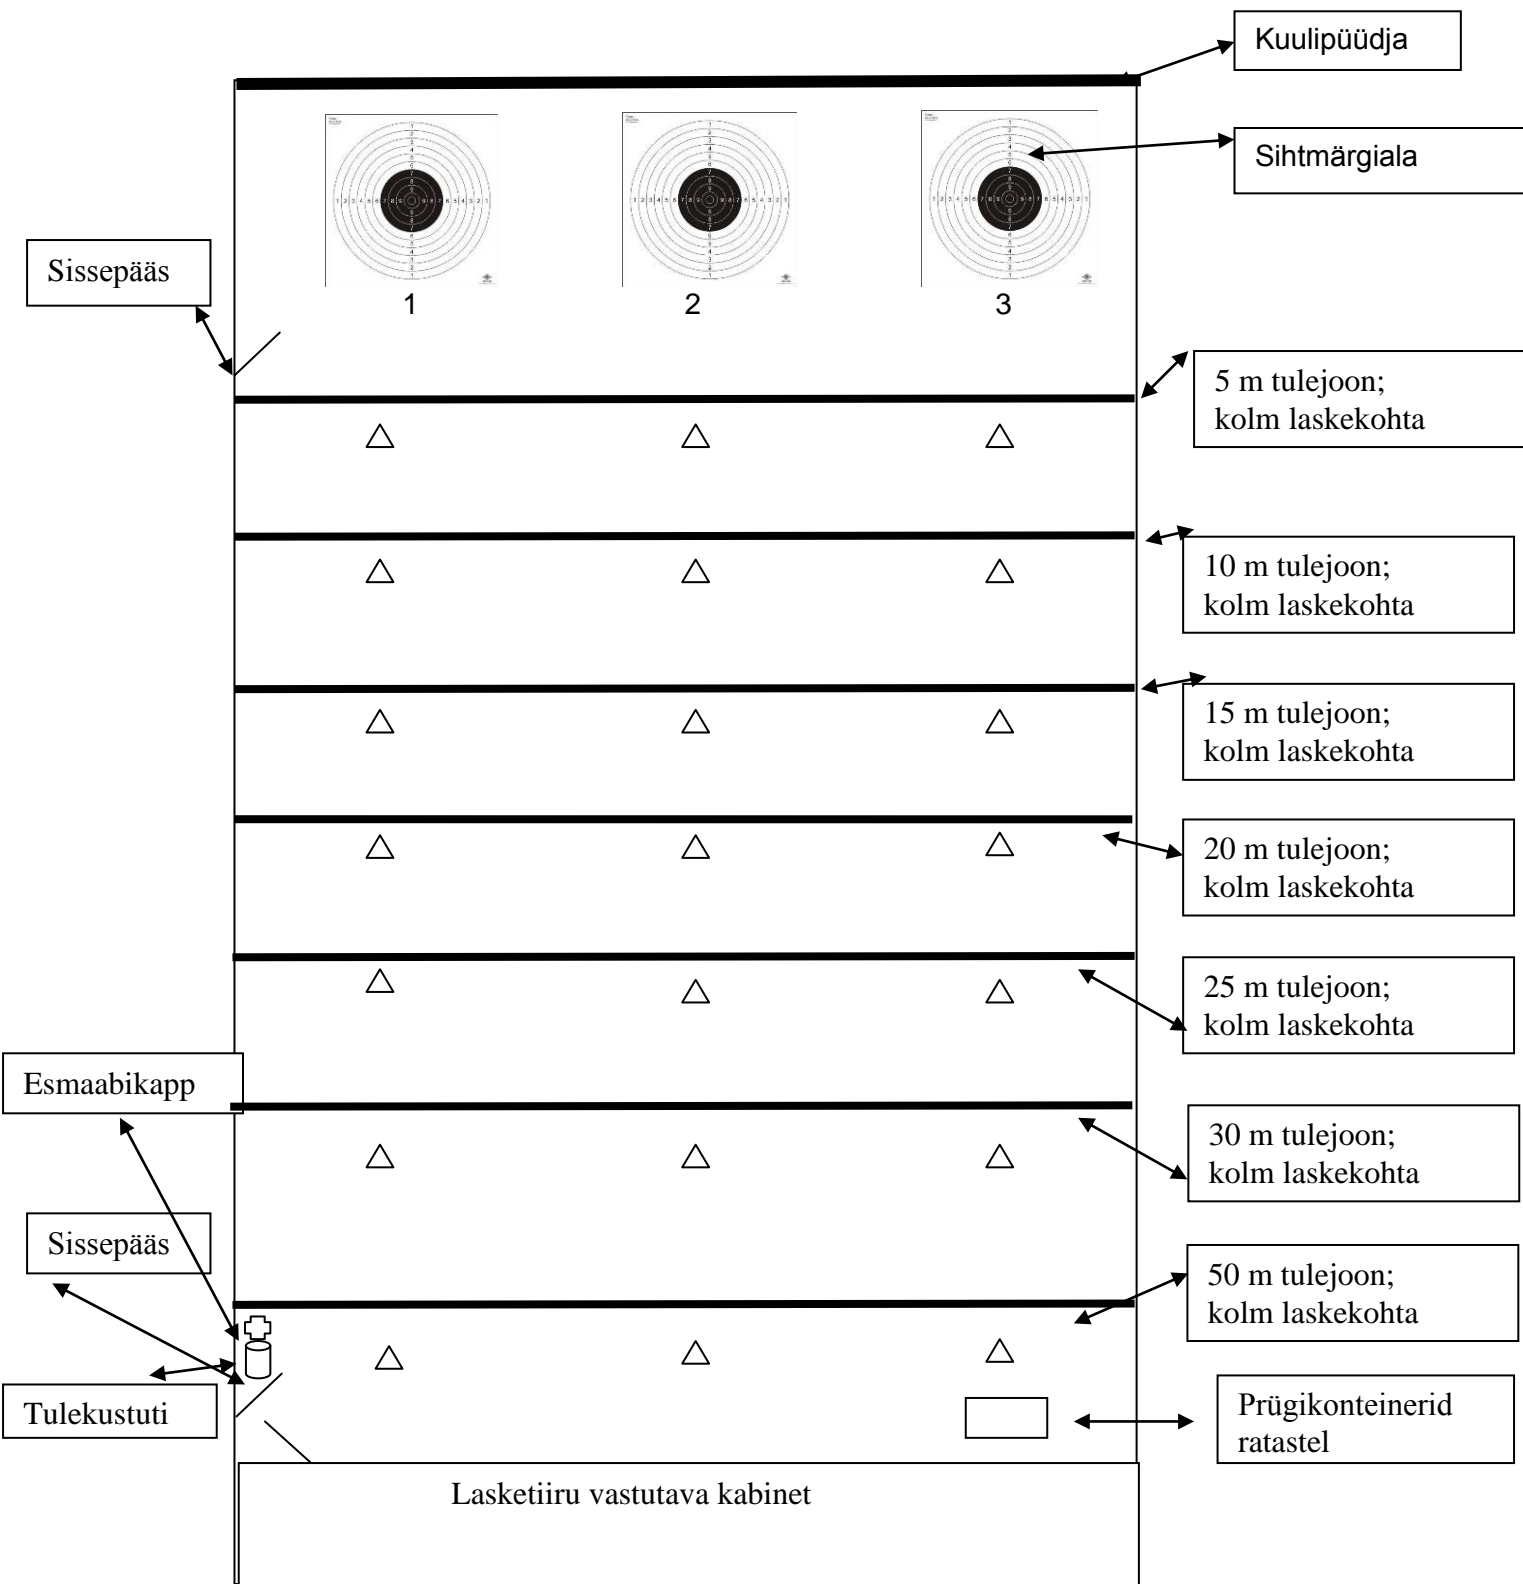 Kuulipüüdja
Sihtmärgiala
Sissepääs
1
2
3
5 m tulejoon;
kolm laskekohta
10 m tulejoon;
kolm laskekohta
15 m tulejoon;
kolm laskekohta
20 m tulejoon;
kolm laskekohta
25 m tulejoon;
kolm laskekohta
Esmaabikapp
30 m tulejoon;
kolm laskekohta
Sissepääs
50 m tulejoon;
kolm laskekohta
Tulekustuti
Prügikonteinerid
ratastel
Lasketiiru vastutava kabinet